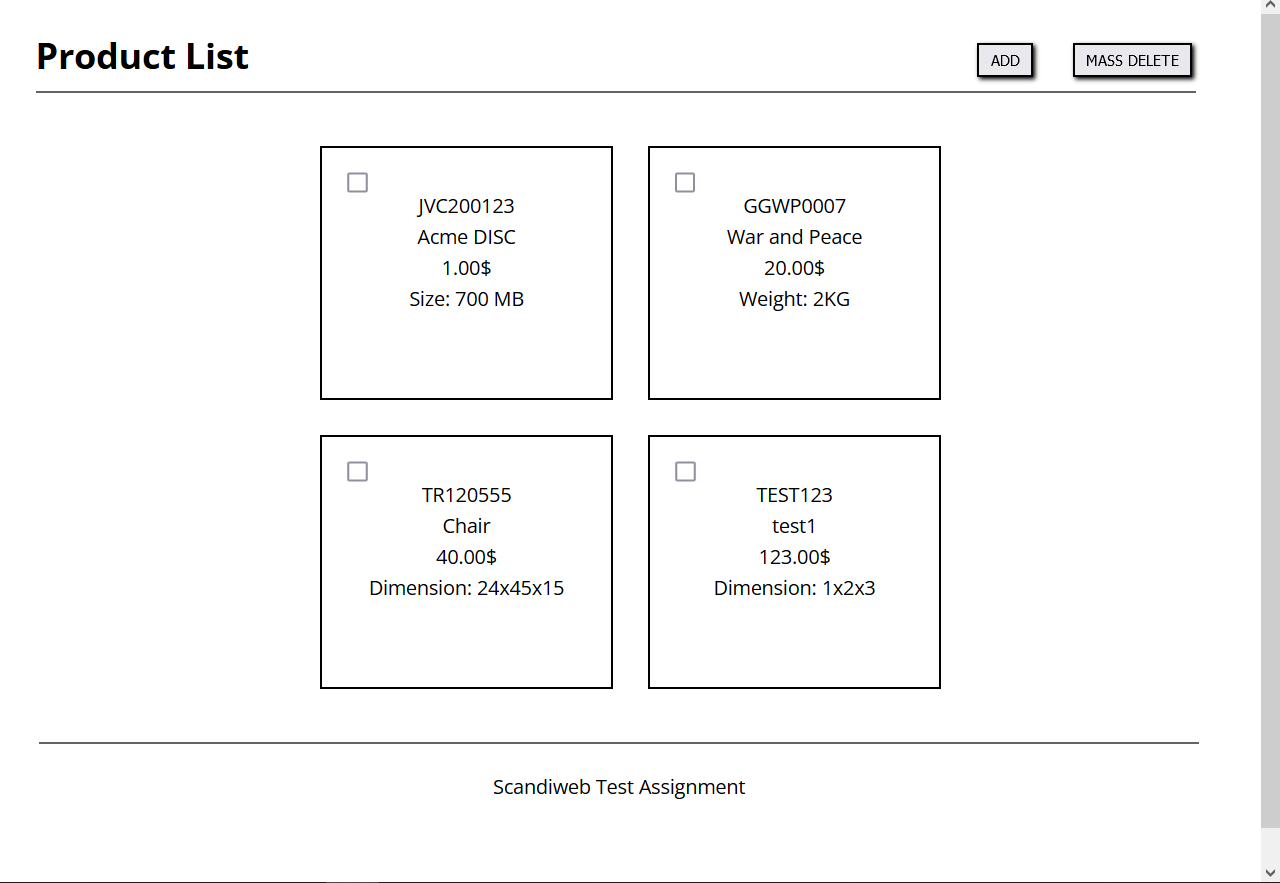 Product List
ADD
MASS DELETE
JVC200123
Acme DISC
1.00$
Size: 700 MB
GGWP0007
War and Peace
20.00$
Weight: 2KG
TR120555
Chair
40.00$
Dimension: 24x45x15
TEST123
test1
123.00$
Dimension: 1x2x3
Scandiweb Test Assignment